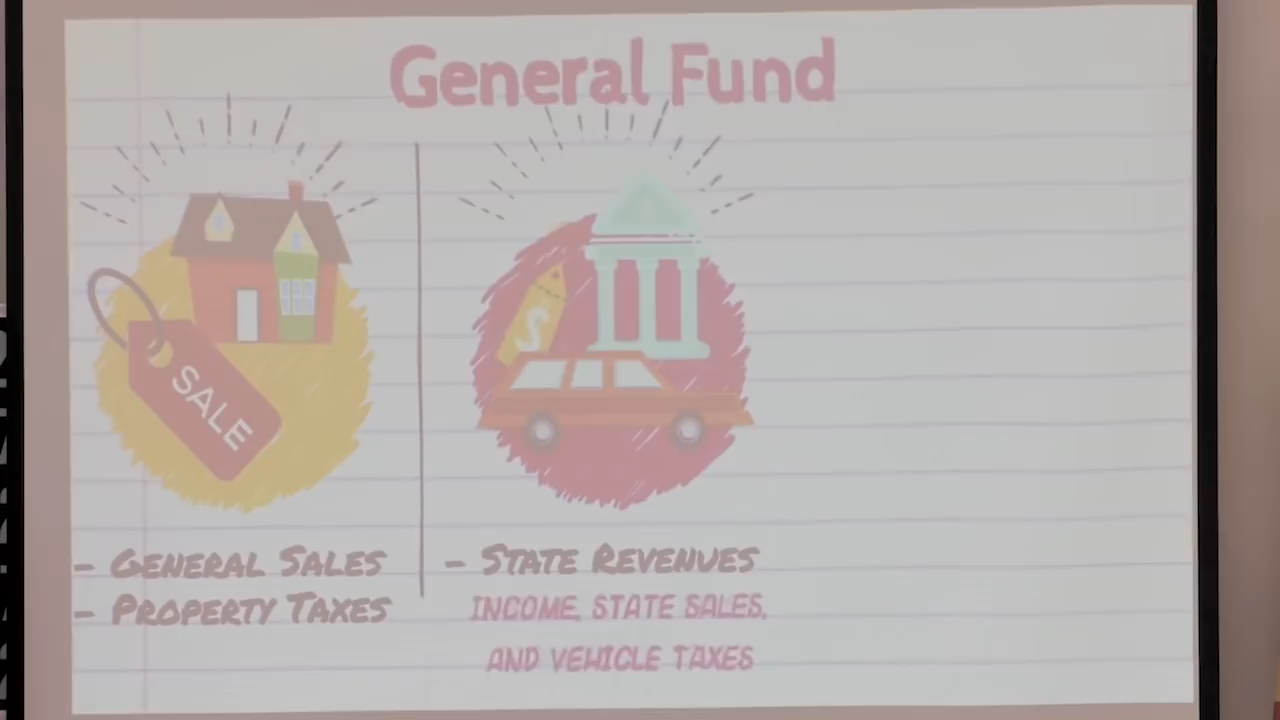 General Fund
$
SALE
- GENERAL SALES
- PROPERTY TAXES
- STATE REVENUES
INCOME, STATE SALES,
AND VEHICLE TAXES